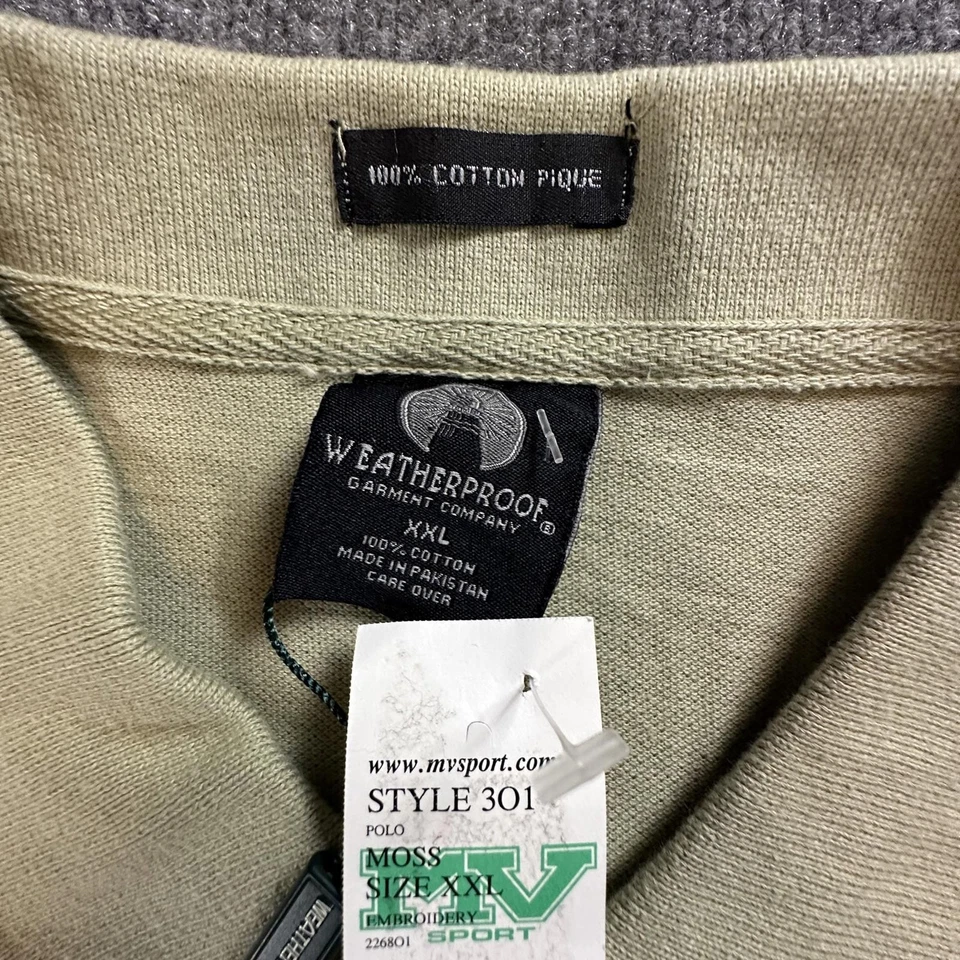 100% COTTON PIQUE
WEATHERPROOF
GARMENT COMPANY ®
XXL
100% COTTON
MADE IN PAKISTAN
CARE OVER
www.mvsport.com
STYLE 301
POLO
MOSS
SIZE XXL
EMBROIDERY
226801
MV
SPORT
WEATHE